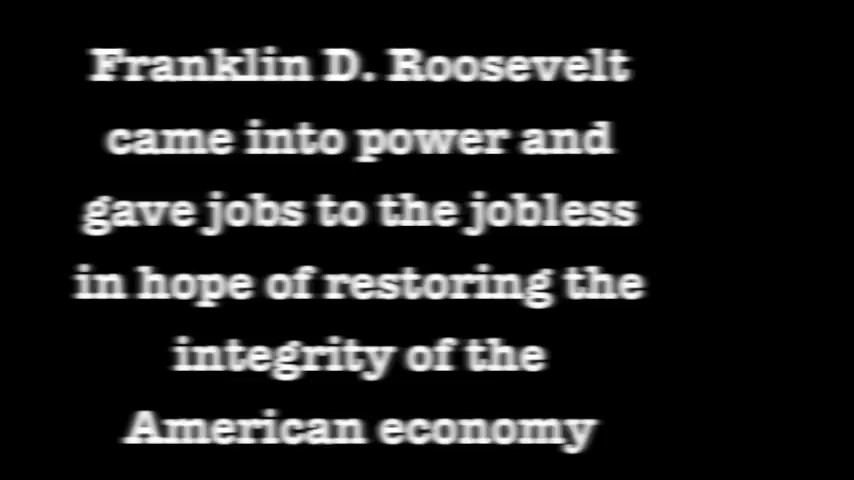 Franklin D. Roosevelt
came into power and
gave jobs to the jobless
in hope of restoring the
integrity of the
American economy